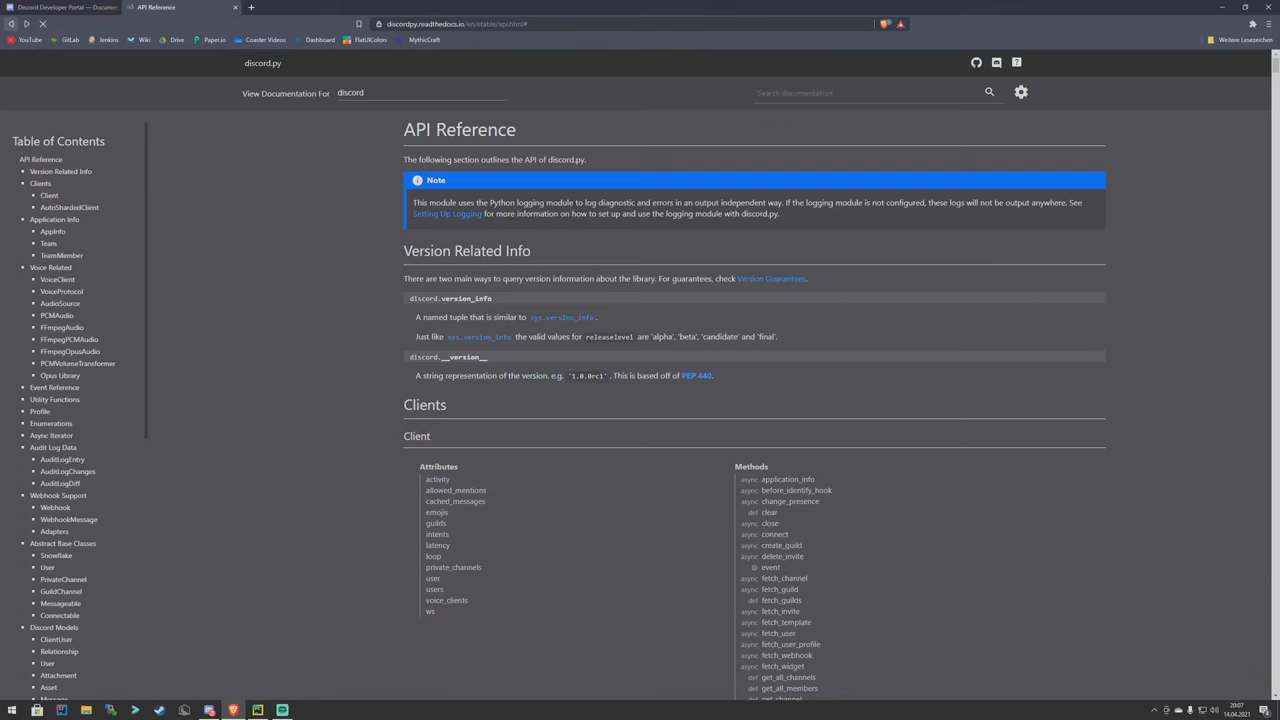 Discord Developer Portal — Docume
API Reference
discordpy.readthedocs.io/en/stable/api.html#
YouTube
GitLab
Jenkins
Wiki
Drive
Paper.io
Coaster Videos
Dashboard
FlatUIColors
MythicCraft
Weitere Lesezeichen
discord.py
View Documentation For
discord
Search documentation
Table of Contents
API Reference
Version Related Info
Clients
Client
AutoShardedClient
Application Info
AppInfo
Team
TeamMember
Voice Related
VoiceClient
VoiceProtocol
AudioSource
PCMAudio
FFmpegAudio
FFmpegPCMAudio
FFmpegOpusAudio
PCMVolumeTransformer
Opus Library
Event Reference
Utility Functions
Profile
Enumerations
Async Iterator
Audit Log Data
AuditLogEntry
AuditLogChanges
AuditLogDiff
Webhook Support
Webhook
WebhookMessage
Adapters
Abstract Base Classes
Snowflake
User
PrivateChannel
GuildChannel
Messageable
Connectable
Discord Models
ClientUser
Relationship
User
Attachment
Asset
Message
API Reference
The following section outlines the API of discord.py.
Note
This module uses the Python logging module to log diagnostic and errors in an output independent way. If the logging module is not configured, these logs will not be output anywhere. See
Setting Up Logging for more information on how to set up and use the logging module with discord.py.
Version Related Info
There are two main ways to query version information about the library. For guarantees, check Version Guarantees.
discord.version_info
A named tuple that is similar to sys.version_info.
Just like sys.version_info the valid values for releaselevel are 'alpha', 'beta', 'candidate' and 'final'.
discord.__version__
A string representation of the version. e.g. '1.0.0rc1'. This is based off of PEP 440.
Clients
Client
Attributes
activity
allowed_mentions
cached_messages
emojis
guilds
intents
latency
loop
private_channels
user
users
voice_clients
ws
Methods
async application_info
async before_identify_hook
async change_presence
def clear
async close
async connect
async create_guild
async delete_invite
@ event
async fetch_channel
async fetch_guild
def fetch_guilds
async fetch_invite
async fetch_template
async fetch_user
async fetch_user_profile
async fetch_webhook
async fetch_widget
def get_all_channels
def get_all_members
def get_channel
20:07
14.04.2021